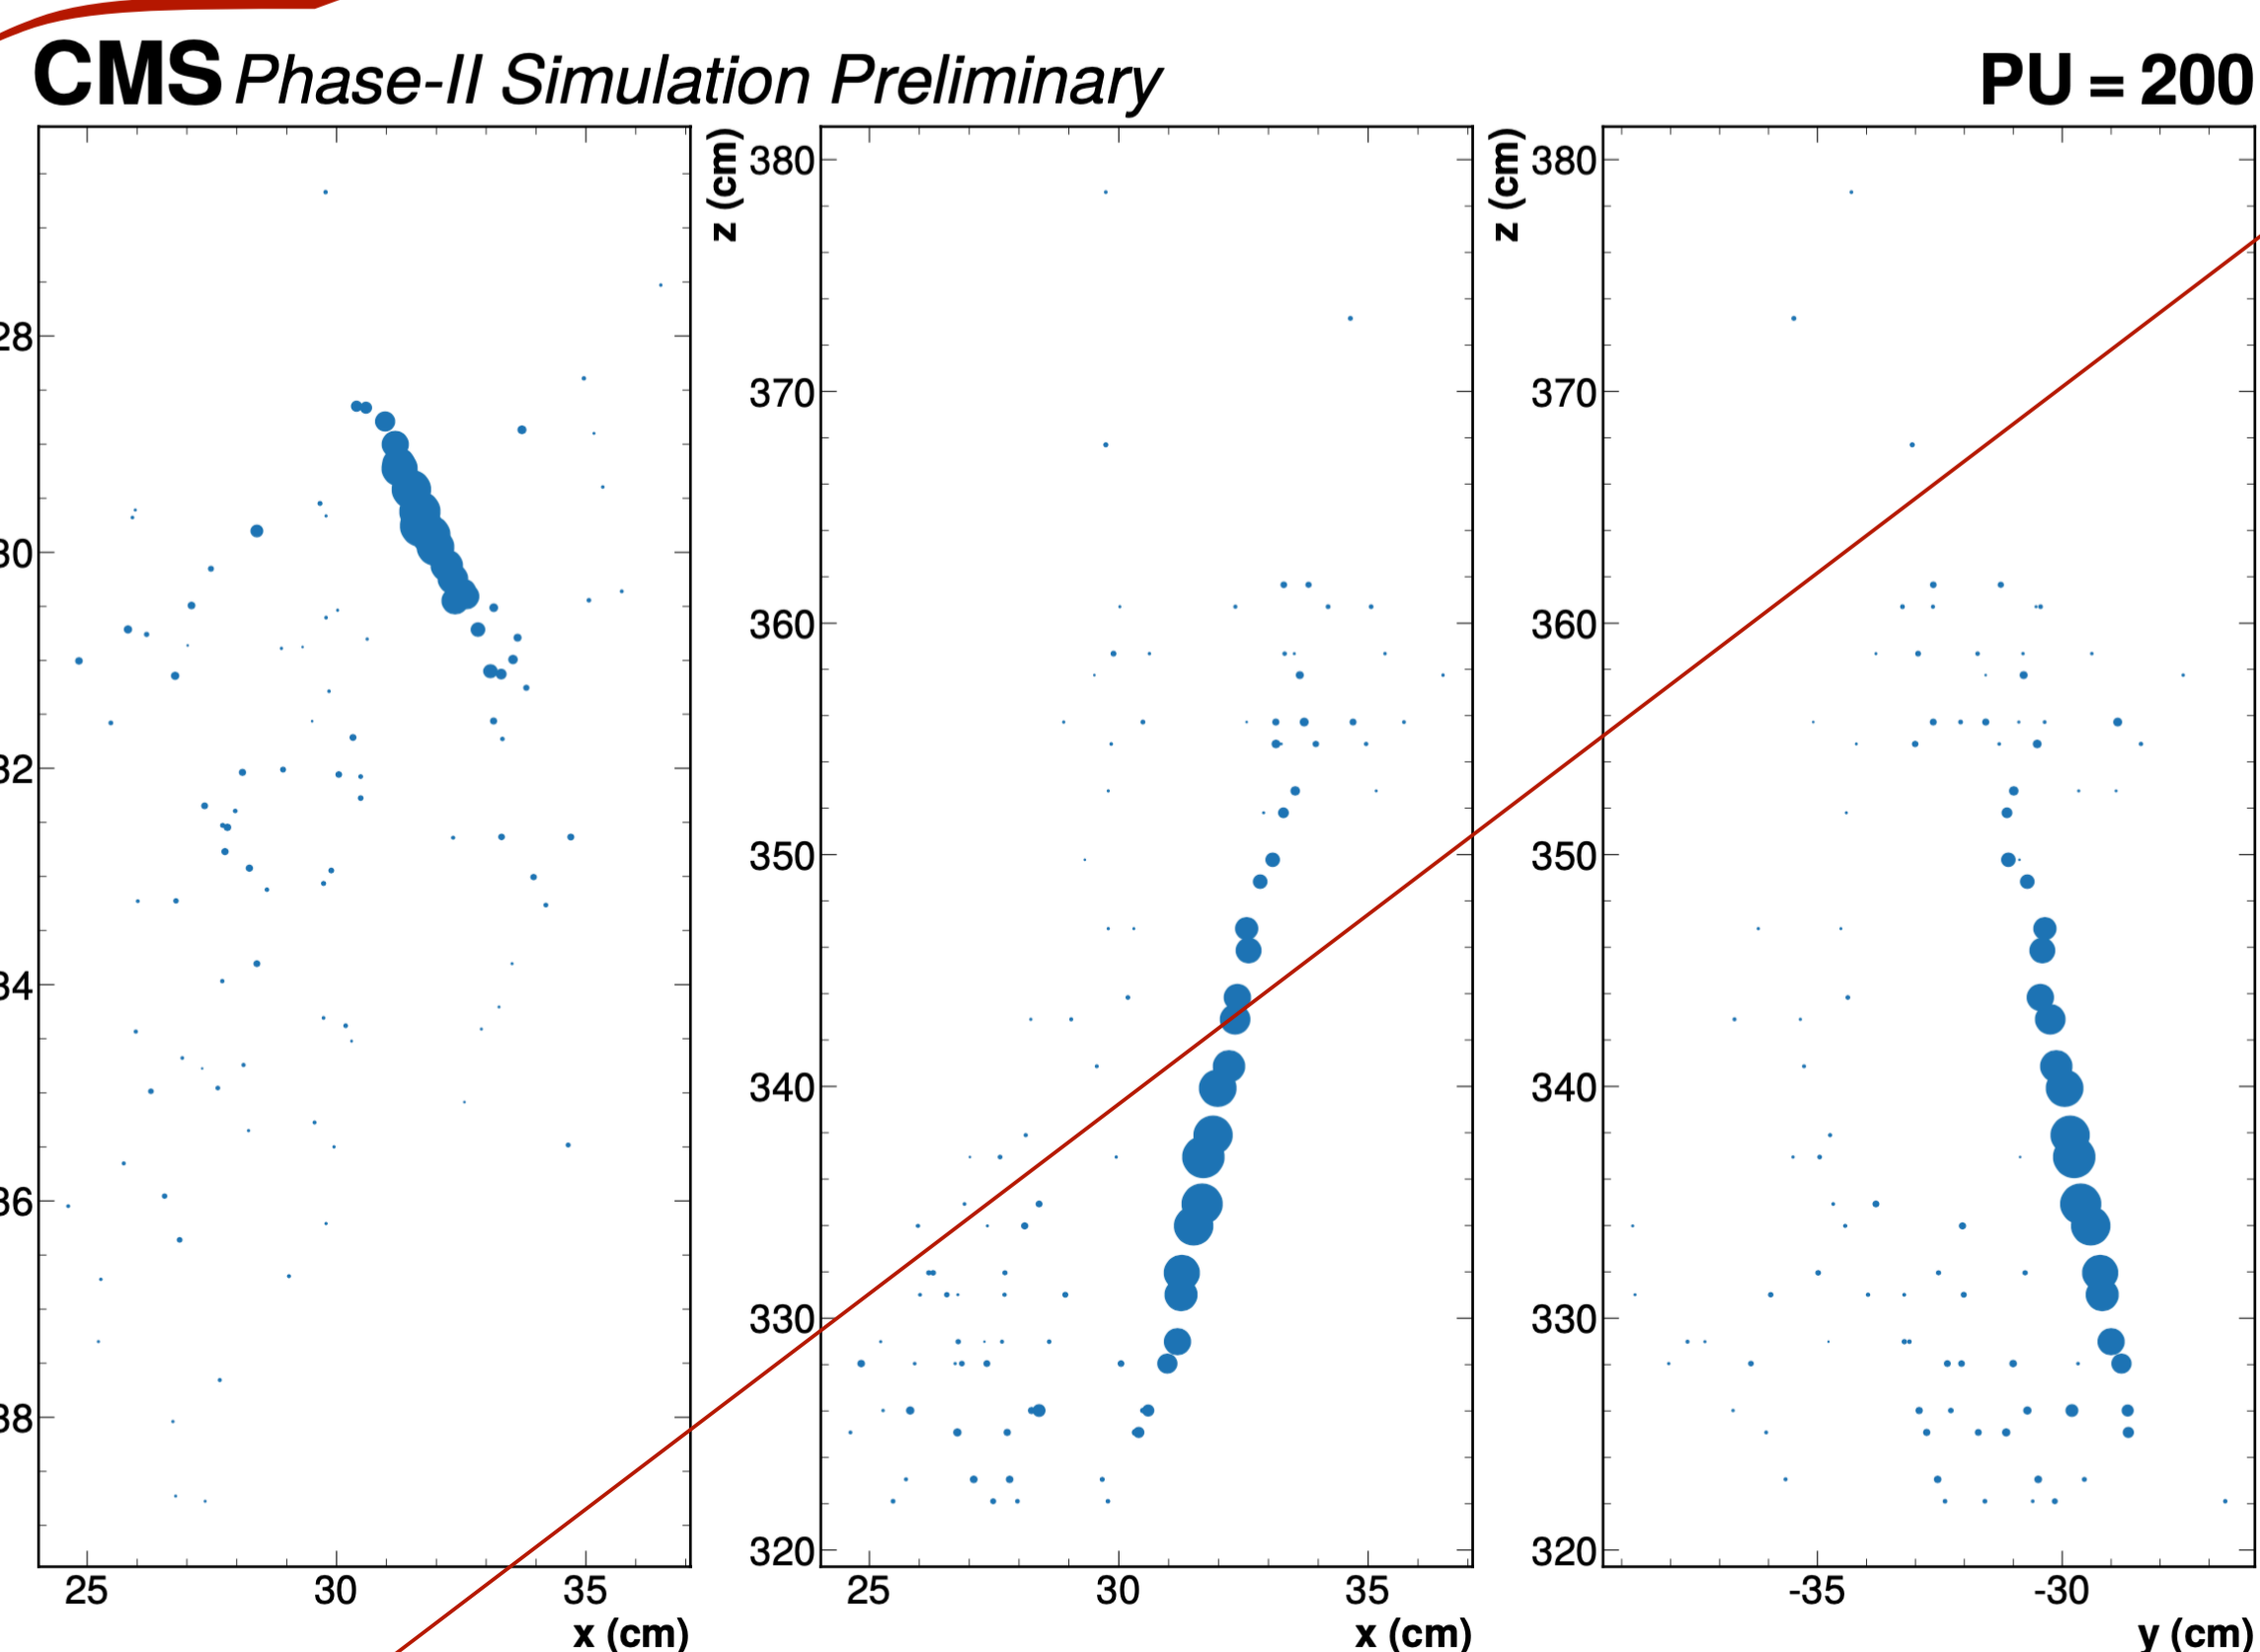 CMS Phase-II Simulation Preliminary PU = 200
z (cm) 380 z (cm) 380
28 370 370
30 360 360
32 350 350
34 340 340
36 330 330
38 320 320
25 30 35 25 30 35 -35 -30
x (cm) x (cm) y (cm)